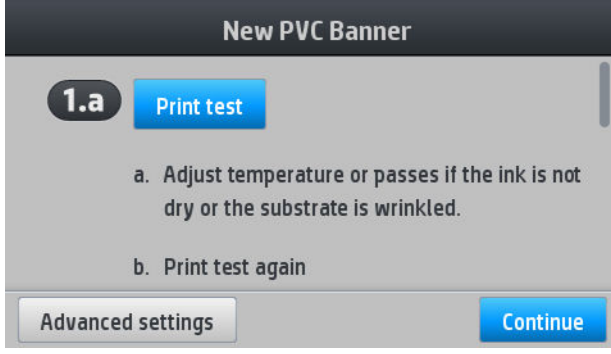 New PVC Banner
1.a Print test
a. Adjust temperature or passes if the ink is not
dry or the substrate is wrinkled.
b. Print test again
Advanced settings Continue